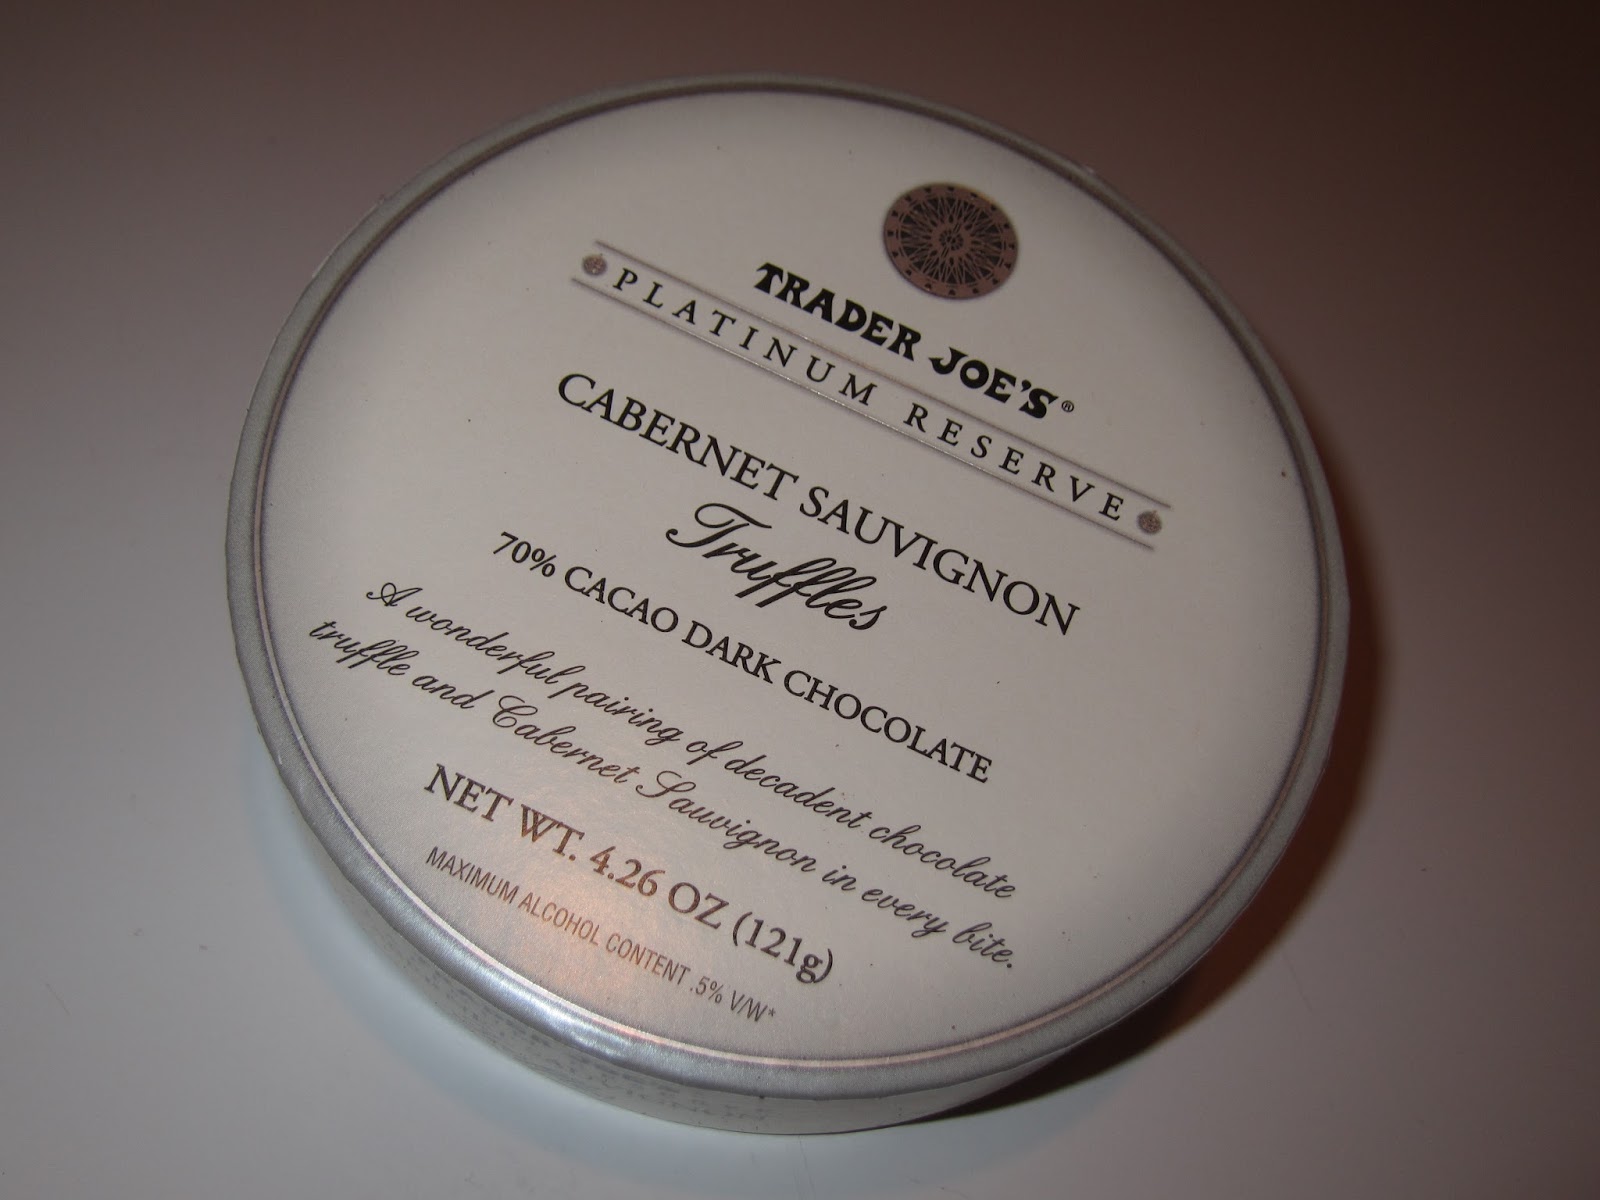 TRADER JOE'S®
PLATINUM RESERVE
CABERNET SAUVIGNON
Truffles
70% CACAO DARK CHOCOLATE
A wonderful pairing of decadent chocolate
truffle and Cabernet Sauvignon in every bite.
NET WT. 4.26 OZ (121g)
MAXIMUM ALCOHOL CONTENT .5% V/W*